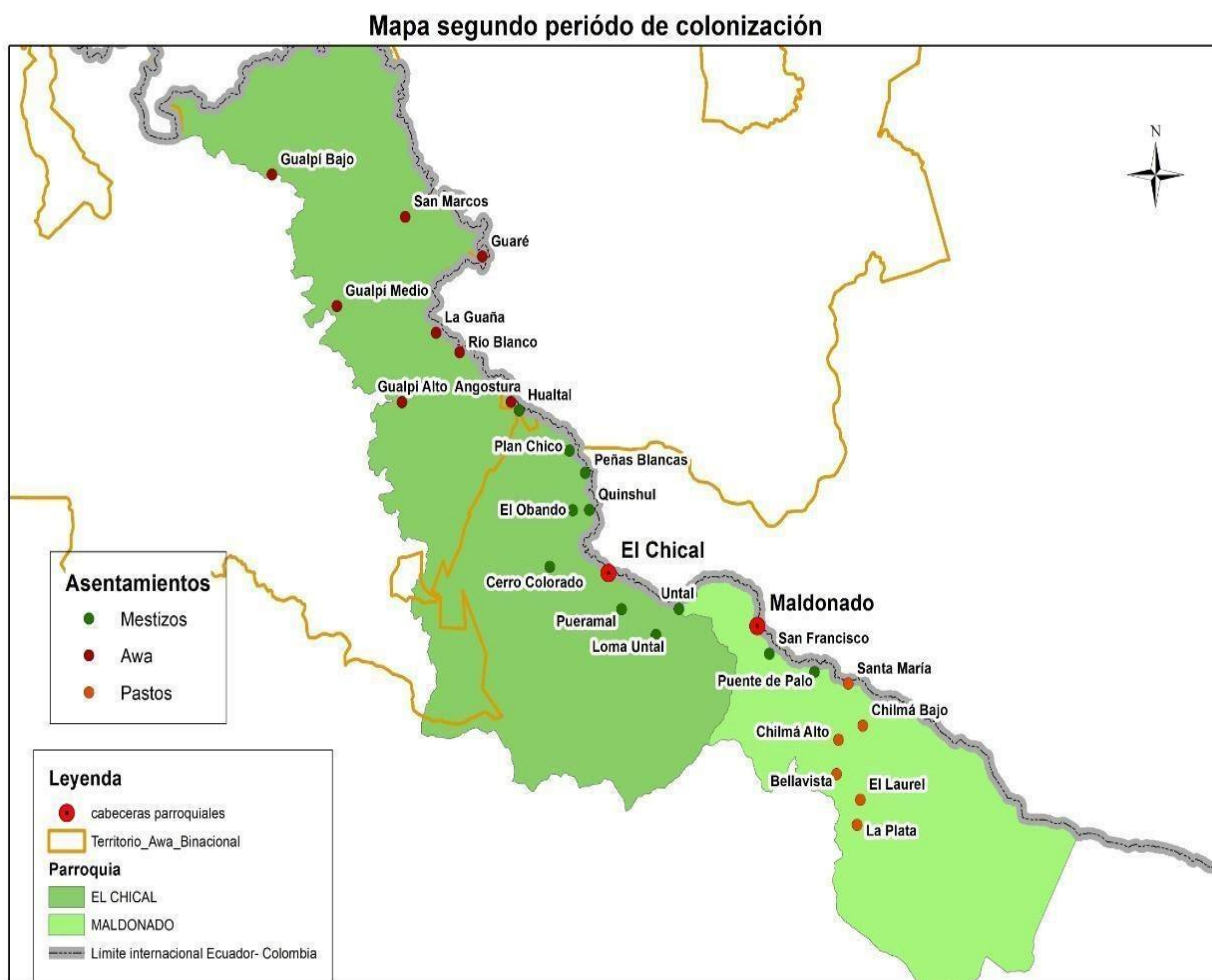 Mapa segundo periódo de colonización
N
Gualpí Bajo
San Marcos
Guaré
Gualpí Medio
La Guaña
Rio Blanco
Gualpi Alto
Angostura
Hualtal
Plan Chico
Peñas Blancas
Quinshul
El Obando
El Chical
Cerro Colorado
Untal
Pueramal
Maldonado
Loma Untal
San Francisco
Santa María
Puente de Palo
Chilmá Bajo
Chilmá Alto
Bellavista
El Laurel
La Plata
Asentamientos
Mestizos
Awa
Pastos
Leyenda
cabeceras parroquiales
Territorio_Awa_Binacional
Parroquia
EL CHICAL
MALDONADO
Límite internacional Ecuador- Colombia